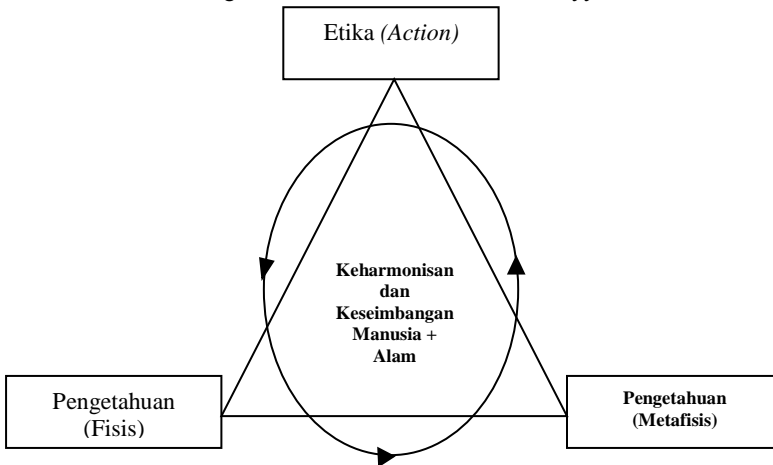 Etika (Action)
Keharmonisan
dan
Keseimbangan
Manusia +
Alam
Pengetahuan
(Fisis)
Pengetahuan
(Metafisis)